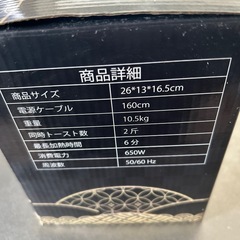 商品詳細
商品サイズ 26*13*16.5cm
電源ケーブル 160cm
重量 10.5kg
同時トースト数 2斤
最長加熱時間 6分
消費電力 650W
周波数 50/60 Hz